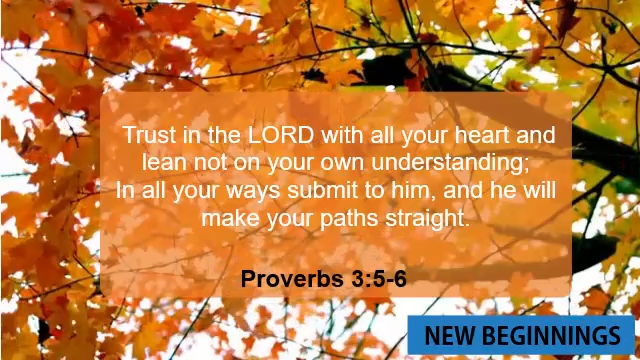 Trust in the LORD with all your heart and
lean not on your own understanding;
In all your ways submit to him, and he will
make your paths straight.
Proverbs 3:5-6
NEW BEGINNINGS